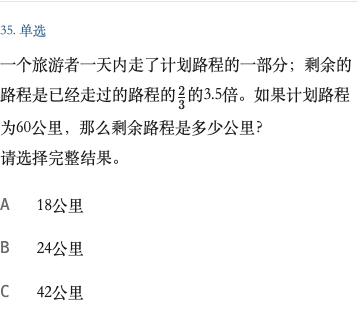 35. 单选
一个旅游者一天内走了计划路程的一部分；剩余的
路程是已经走过的路程的2/3的3.5倍。如果计划路程
为60公里，那么剩余路程是多少公里？
请选择完整结果。
A 18公里
B 24公里
C 42公里